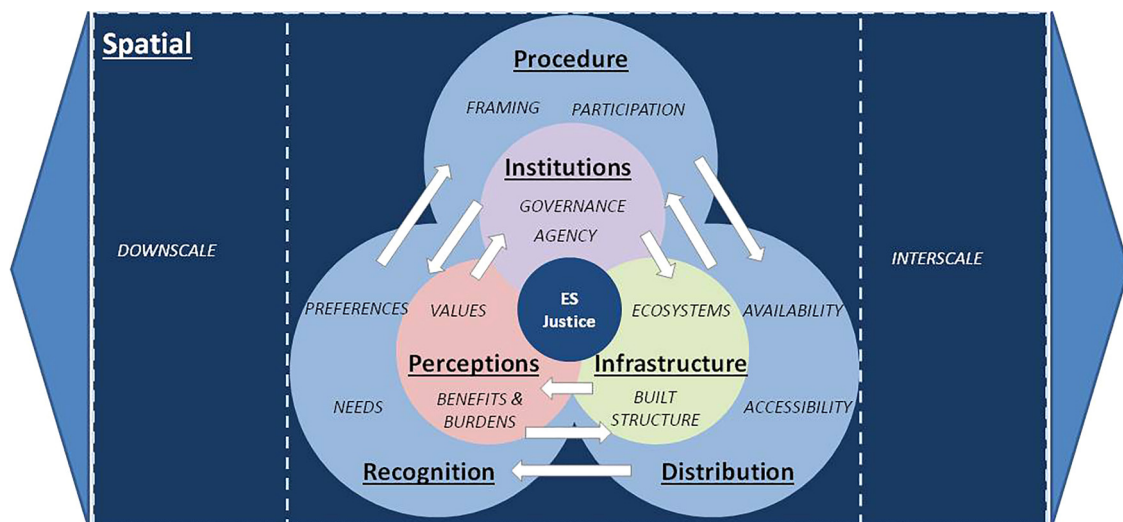 Spatial
Procedure
FRAMING
PARTICIPATION
Institutions
GOVERNANCE
AGENCY
DOWNSCALE
INTERSCALE
PREFERENCES
VALUES
ES
Justice
ECOSYSTEMS
AVAILABILITY
Perceptions
Infrastructure
NEEDS
BENEFITS &
BURDENS
BUILT
STRUCTURE
ACCESSIBILITY
Recognition
Distribution